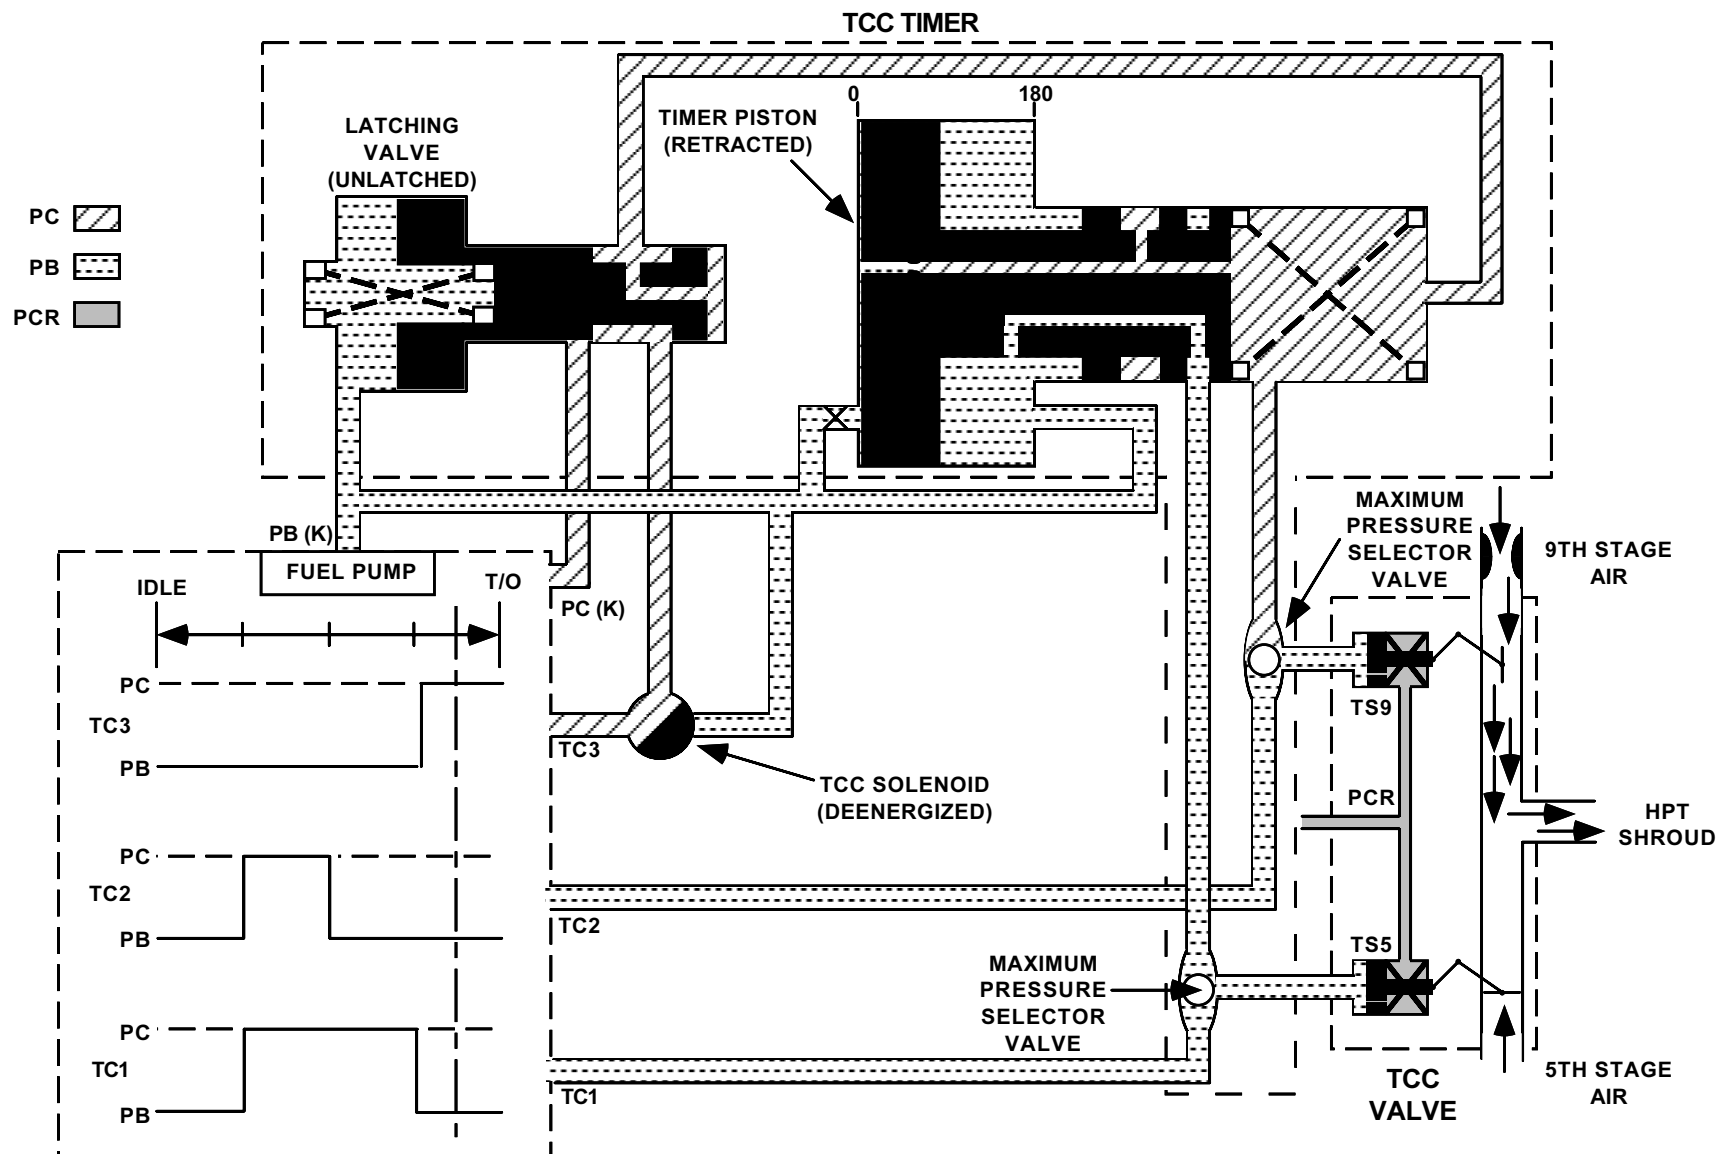 TCC TIMER
0
180
TIMER PISTON
(RETRACTED)
LATCHING
VALVE
(UNLATCHED)
PC
PB
PCR
PB (K)
FUEL PUMP
IDLE
T/O
PC (K)
PC
TC3
PB
TC3
TCC SOLENOID
(DEENERGIZED)
PC
TC2
PB
TC2
PC
TC1
PB
TC1
MAXIMUM
PRESSURE
SELECTOR
VALVE
MAXIMUM
PRESSURE
SELECTOR
VALVE
9TH STAGE
AIR
TS9
PCR
HPT
SHROUD
TS5
TCC
VALVE
5TH STAGE
AIR